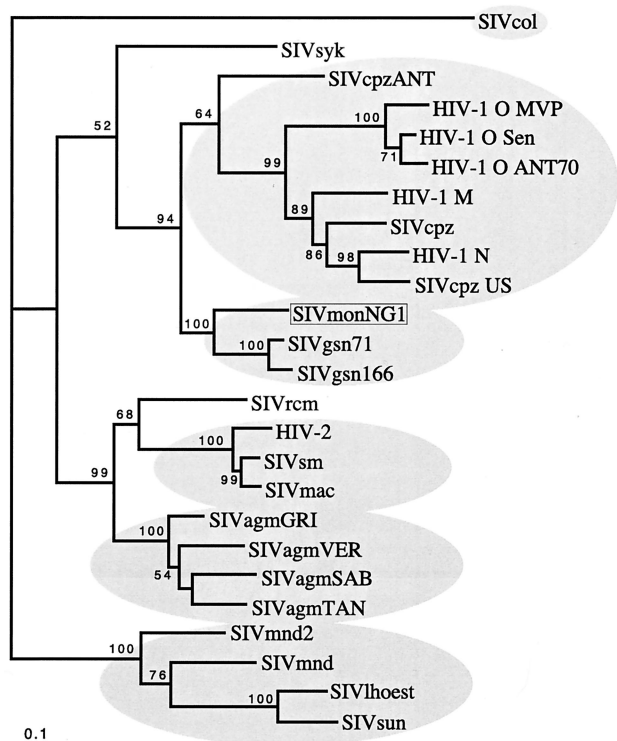 SIVcol
SIVsyk
SIVcpzANT
52
64
HIV-1 O MVP
100
HIV-1 O Sen
71
HIV-1 O ANT70
99
HIV-1 M
89
94
SIVcpz
86
98
HIV-1 N
SIVcpz US
SIVmonNG1
100
SIVgsn71
100
SIVgsn166
SIVrcm
68
HIV-2
100
SIVsm
99
99
SIVmac
SIVagmGRI
100
SIVagmVER
54
SIVagmSAB
SIVagmTAN
SIVmnd2
100
SIVmnd
76
SIVlhoest
100
SIVsun
0.1